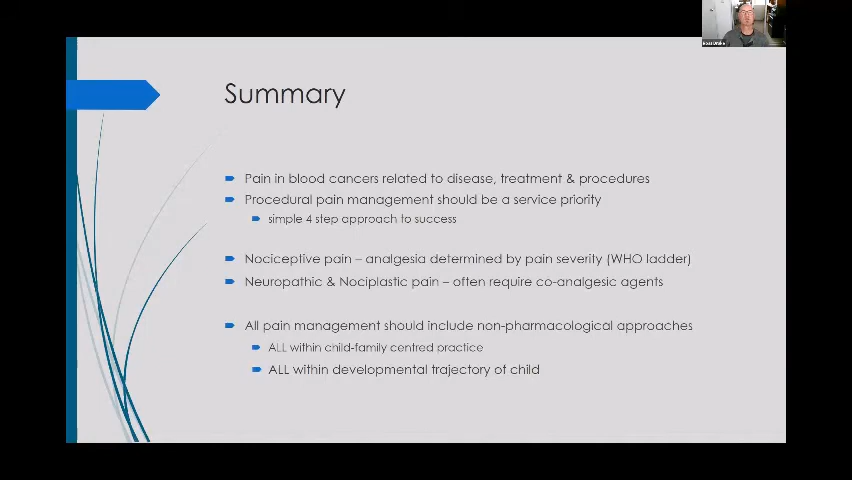 Ross Drake
Summary
Pain in blood cancers related to disease, treatment & procedures
Procedural pain management should be a service priority
simple 4 step approach to success
Nociceptive pain – analgesia determined by pain severity (WHO ladder)
Neuropathic & Nociplastic pain – often require co-analgesic agents
All pain management should include non-pharmacological approaches
ALL within child-family centred practice
ALL within developmental trajectory of child